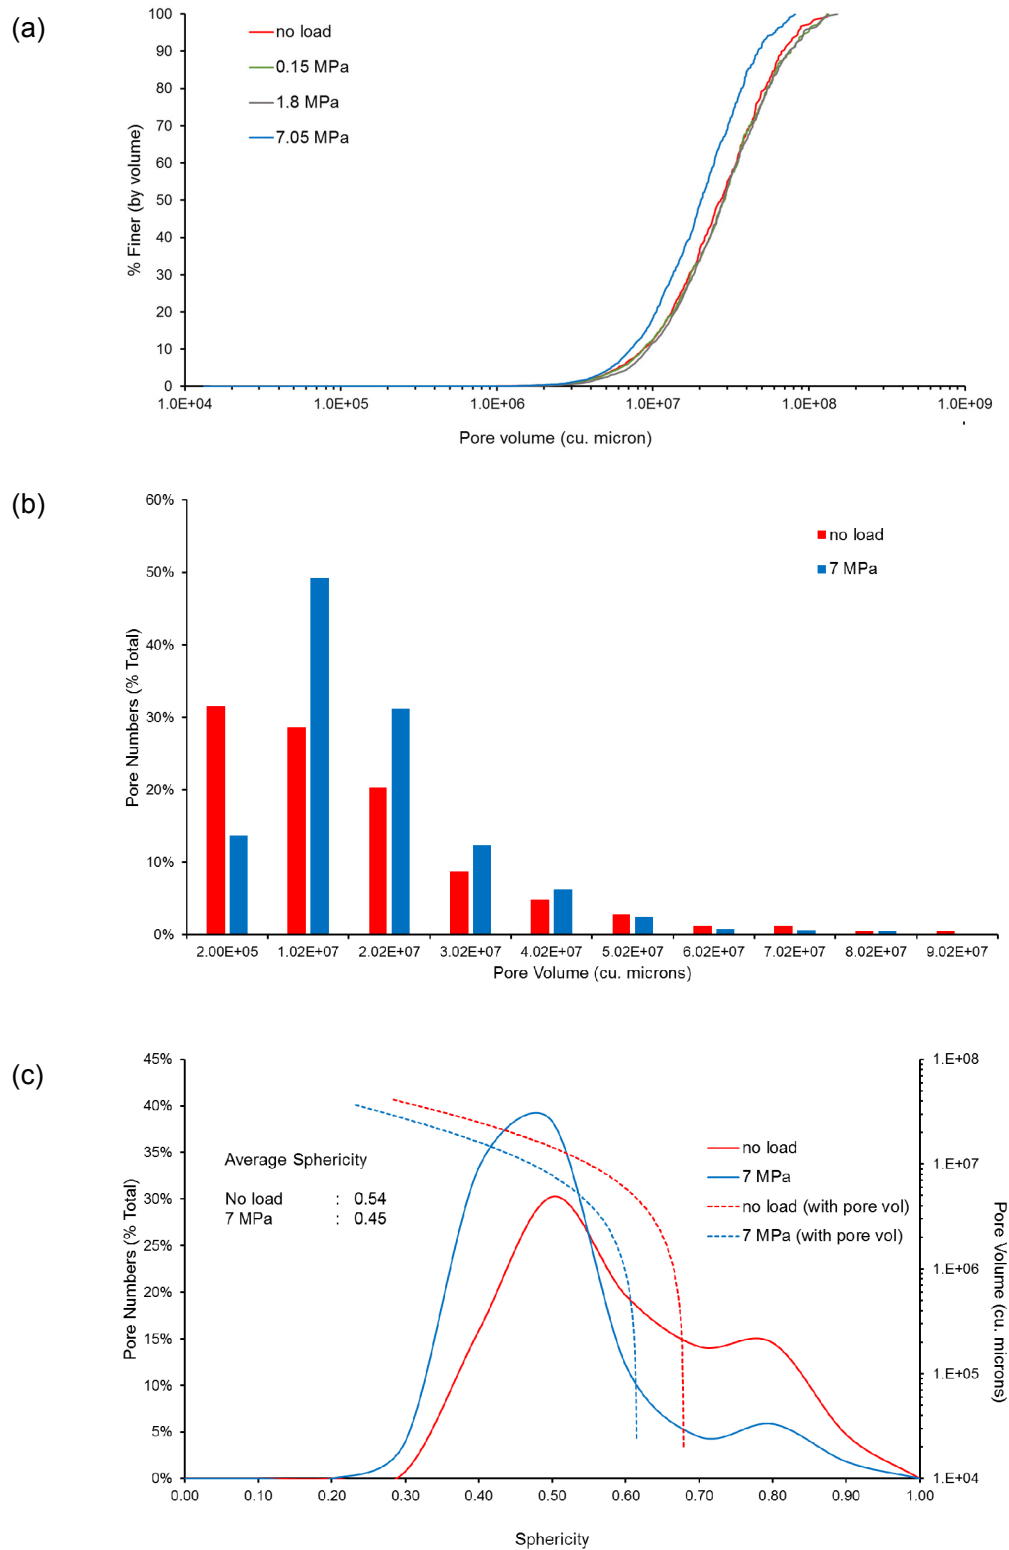 (a)
100
90
80
70
60
50
40
30
20
10
0
% Finer (by volume)
no load
0.15 MPa
1.8 MPa
7.05 MPa
1.0E+04 1.0E+05 1.0E+06 1.0E+07 1.0E+08 1.0E+09
Pore volume (cu. micron)
(b)
60%
50%
40%
30%
20%
10%
0%
Pore Numbers (% Total)
no load
7 MPa
2.00E+05 1.02E+07 2.02E+07 3.02E+07 4.02E+07 5.02E+07 6.02E+07 7.02E+07 8.02E+07 9.02E+07
Pore Volume (cu. microns)
(c)
45%
40%
35%
30%
25%
20%
15%
10%
5%
0%
Pore Numbers (% Total)
Average Sphericity
No load : 0.54
7 MPa : 0.45
no load
7 MPa
no load (with pore vol)
7 MPa (with pore vol)
1.E+08
1.E+07
1.E+06
1.E+05
1.E+04
Pore Volume (cu. microns)
0.00 0.10 0.20 0.30 0.40 0.50 0.60 0.70 0.80 0.90 1.00
Sphericity